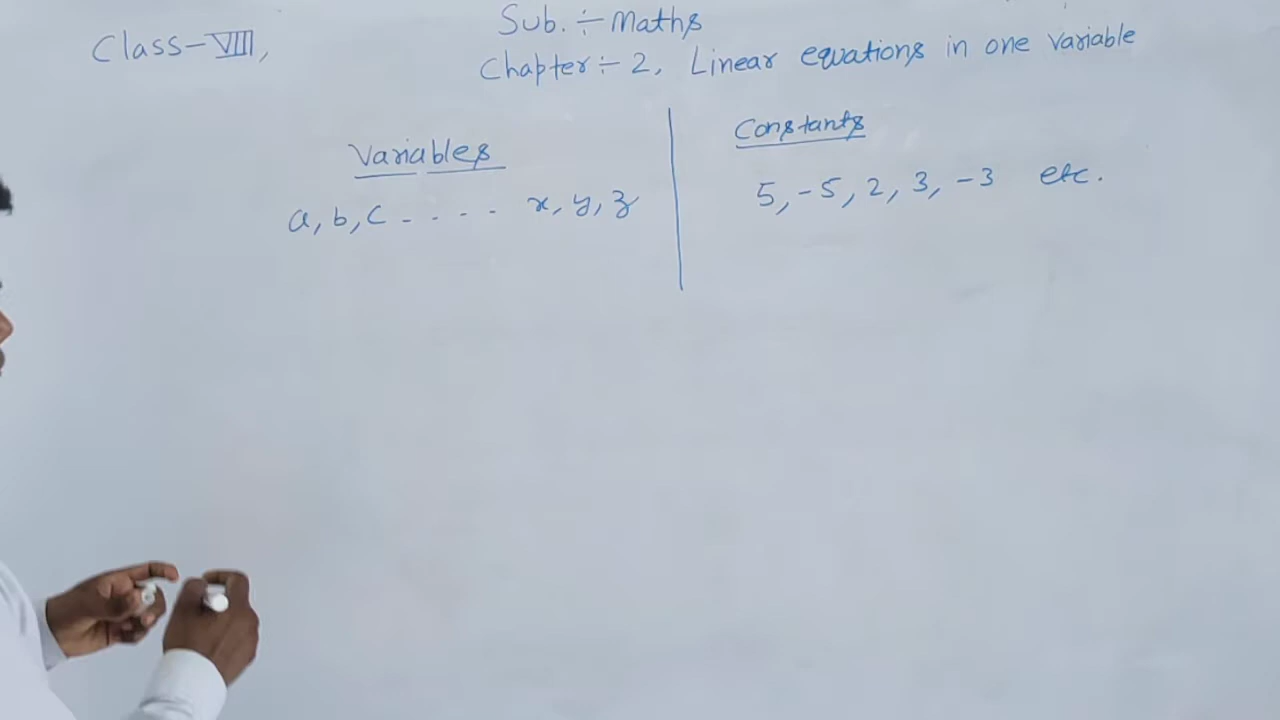 Class-VIII,
Sub. ÷ Maths
Chapter ÷ 2, Linear equations in one variable
Variables
a, b, c - - - - x, y, z
Constants
5, -5, 2, 3, -3 etc.